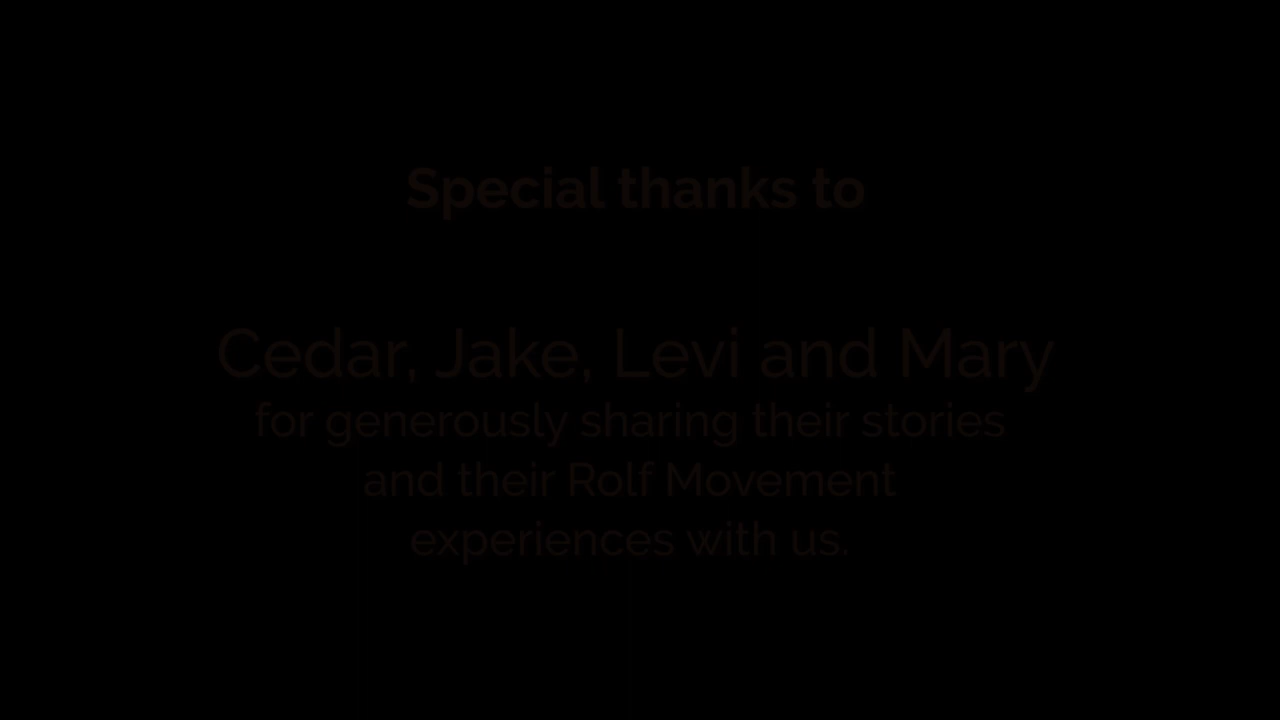 Special thanks to
Cedar, Jake, Levi and Mary
for generously sharing their stories
and their Rolf Movement
experiences with us.